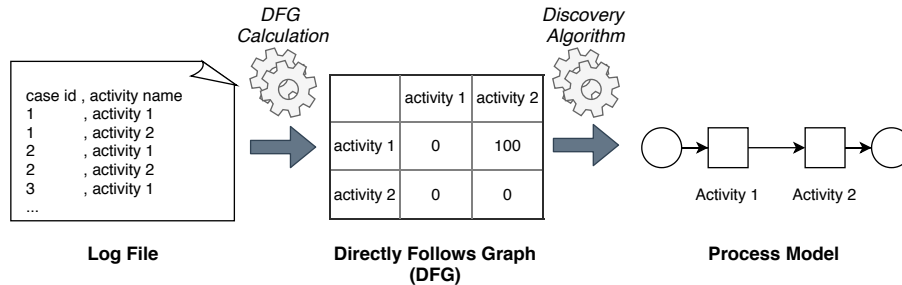 DFG
Calculation
Discovery
Algorithm
case id , activity name
1 , activity 1
1 , activity 2
2 , activity 1
2 , activity 2
3 , activity 1
...
activity 1 activity 2
activity 1 0 100
activity 2 0 0
Activity 1 Activity 2
Log File
Directly Follows Graph
(DFG)
Process Model